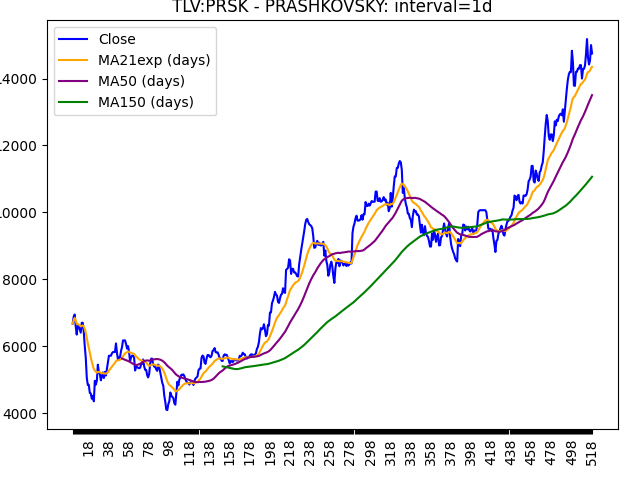 TLV:PRSK - PRASHKOVSKY: interval=1d
Close
MA21exp (days)
MA50 (days)
MA150 (days)
14000
12000
10000
8000
6000
4000
18 38 58 78 98 118 138 158 178 198 218 238 258 278 298 318 338 358 378 398 418 438 458 478 498 518